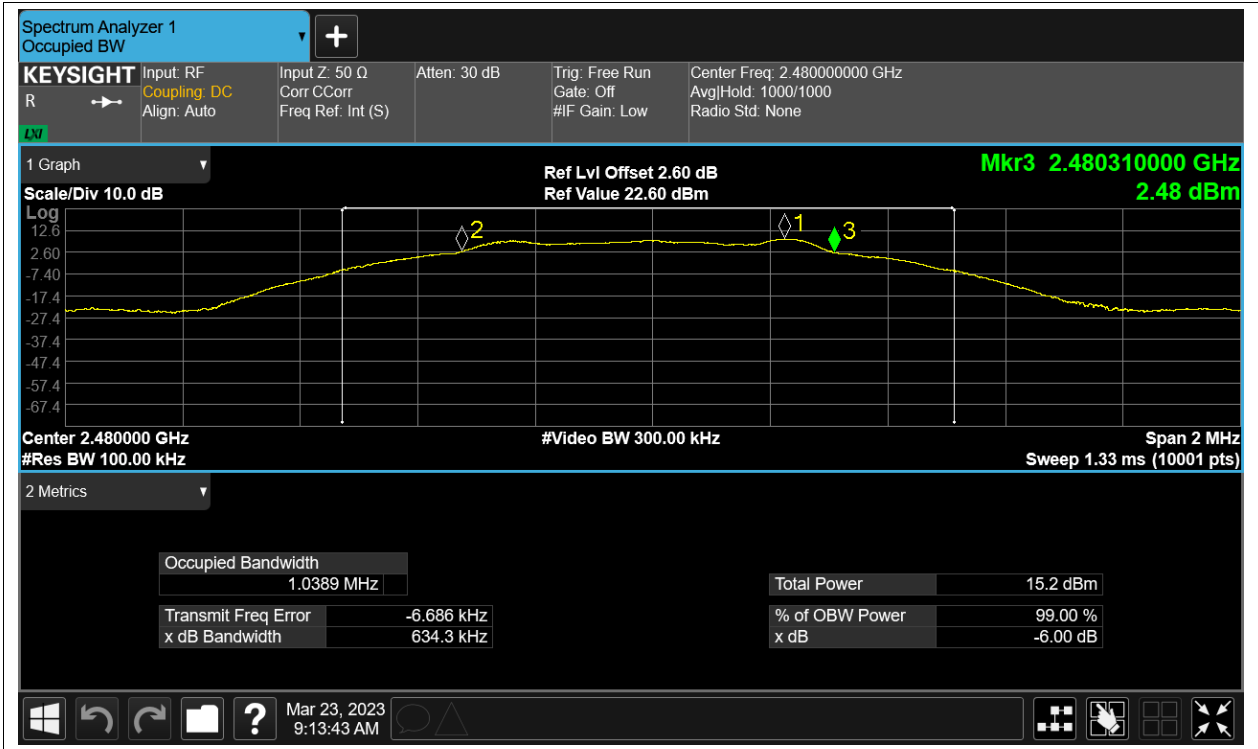 Spectrum Analyzer 1
Occupied BW
KEYSIGHT
R
LXI
Input: RF
Coupling: DC
Align: Auto
Input Z: 50 Ω
Corr CCorr
Freq Ref: Int (S)
Atten: 30 dB
Trig: Free Run
Gate: Off
#IF Gain: Low
Center Freq: 2.480000000 GHz
Avg|Hold: 1000/1000
Radio Std: None
1 Graph
Scale/Div 10.0 dB
Ref Lvl Offset 2.60 dB
Ref Value 22.60 dBm
Mkr3 2.480310000 GHz
2.48 dBm
Log
12.6
2.60
-7.40
-17.4
-27.4
-37.4
-47.4
-57.4
-67.4
2
1
3
Center 2.480000 GHz
#Res BW 100.00 kHz
#Video BW 300.00 kHz
Span 2 MHz
Sweep 1.33 ms (10001 pts)
2 Metrics
Occupied Bandwidth
1.0389 MHz
Transmit Freq Error -6.686 kHz
x dB Bandwidth 634.3 kHz
Total Power 15.2 dBm
% of OBW Power 99.00 %
x dB -6.00 dB
?
Mar 23, 2023
9:13:43 AM